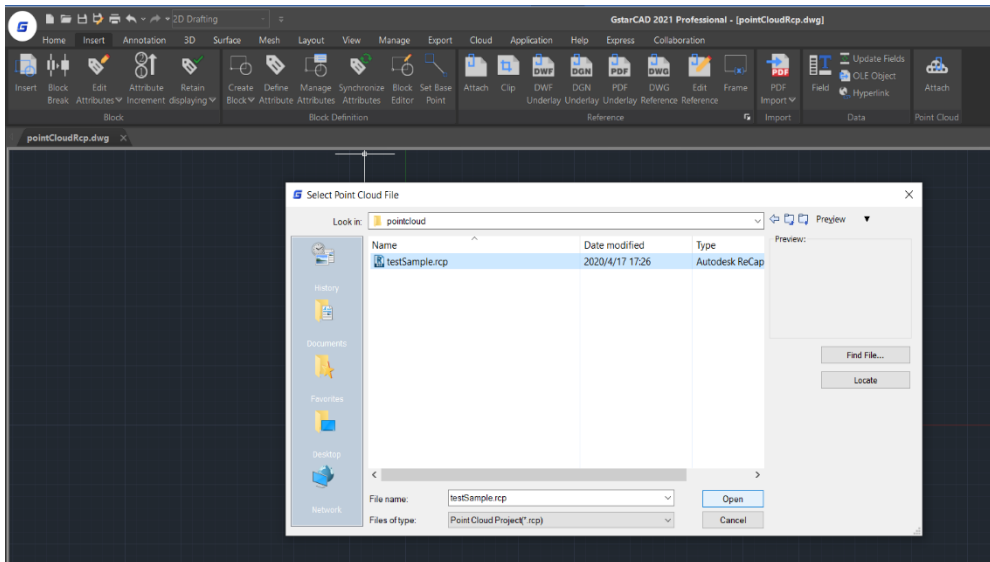 2D Drafting
GstarCAD 2021 Professional - [pointCloudRcp.dwg]
Home Insert Annotation 3D Surface Mesh Layout View Manage Export Cloud Application Help Express Collaboration
Insert
Block Break
Edit Attributes
Attribute Increment
Retain displaying
Create Block
Define Attribute
Manage Attributes
Synchronize Attributes
Block Editor
Set Base Point
Attach
Clip
DWF
DWF Underlay
DGN
DGN Underlay
PDF
PDF Underlay
DWG
DWG Reference
Edit Reference
Frame
PDF
PDF Import
Field
Update Fields
OLE Object
Hyperlink
Attach
Block
Block Definition
Reference
Import
Data
Point Cloud
pointCloudRcp.dwg
Select Point Cloud File
Look in: pointcloud
Preview
Name Date modified Type
testSample.rcp 2020/4/17 17:26 Autodesk ReCap
Preview:
History
Documents
Favorites
Desktop
Network
Find File...
Locate
File name: testSample.rcp
Open
Files of type: Point Cloud Project(*.rcp)
Cancel